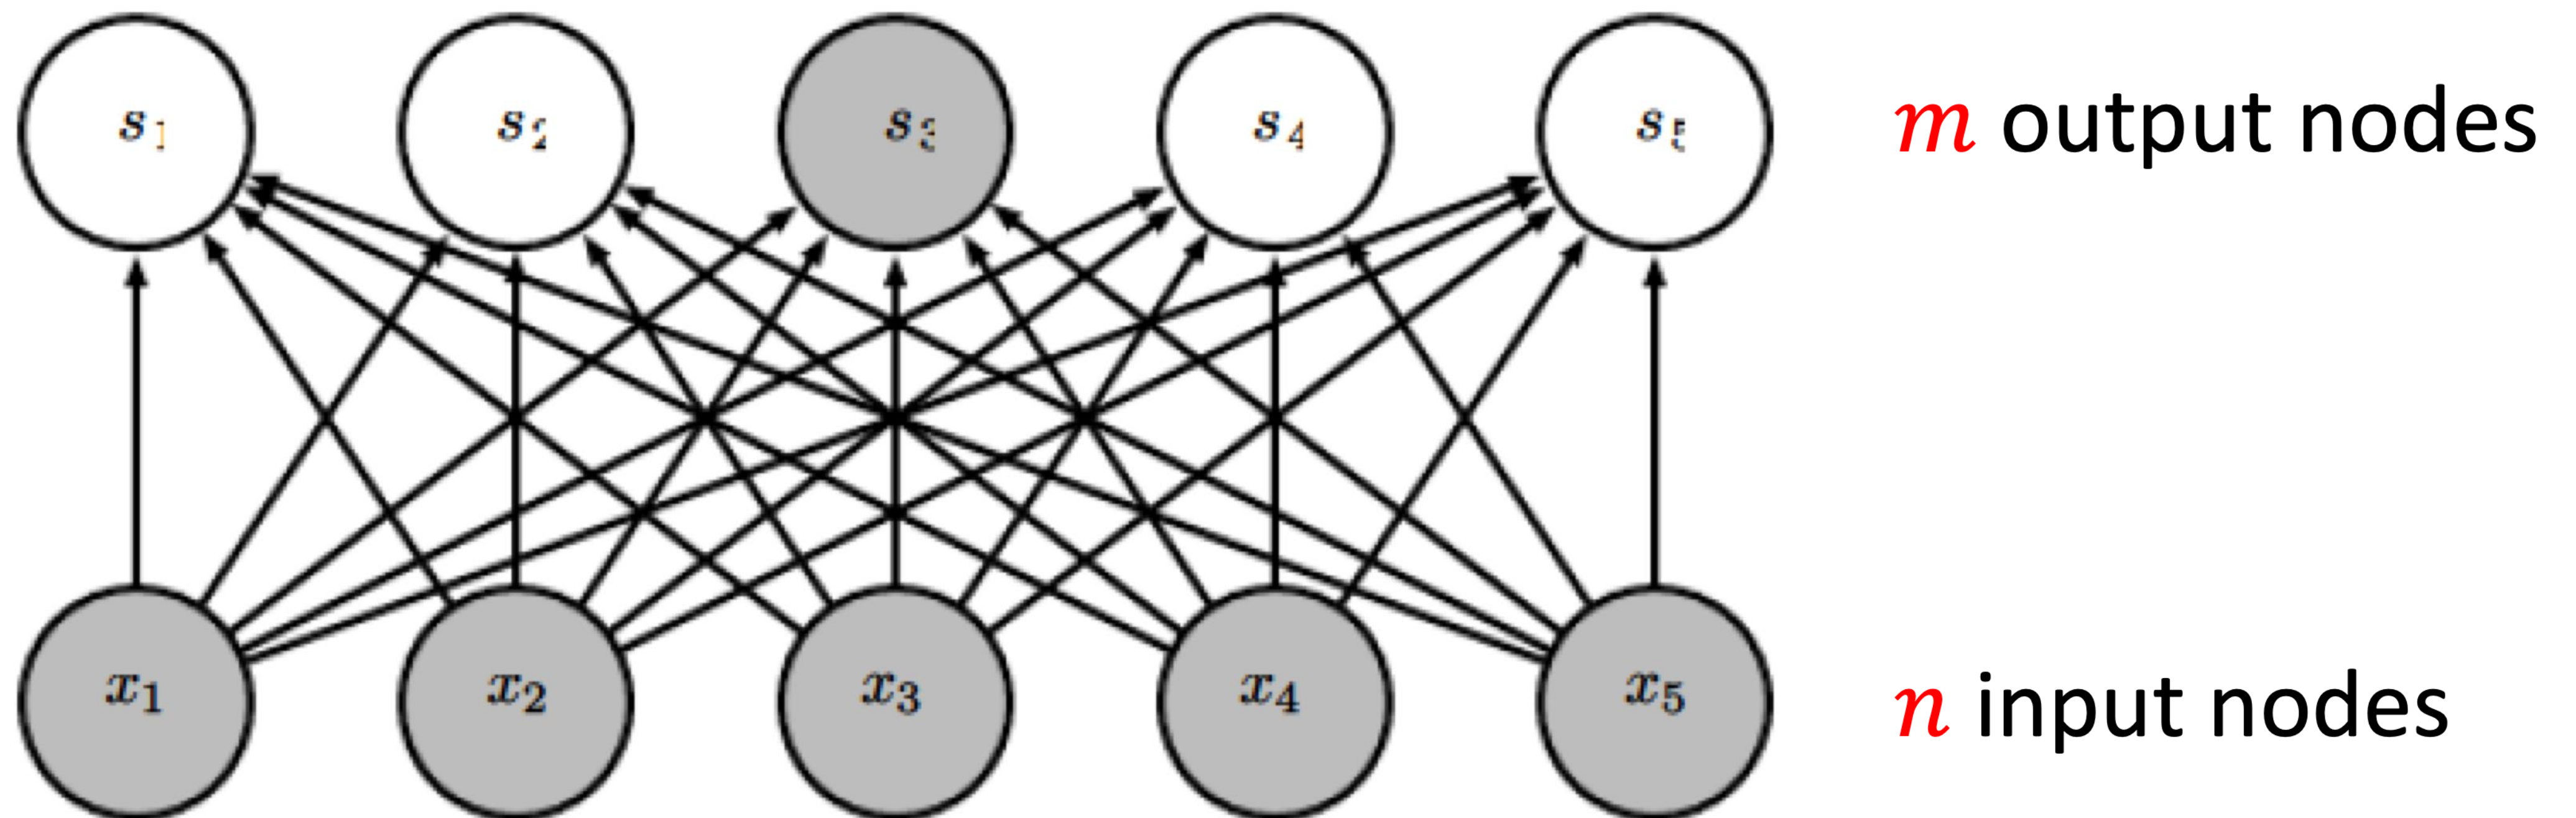 s1 s2 s3 s4 s5 m output nodes
x1 x2 x3 x4 x5 n input nodes